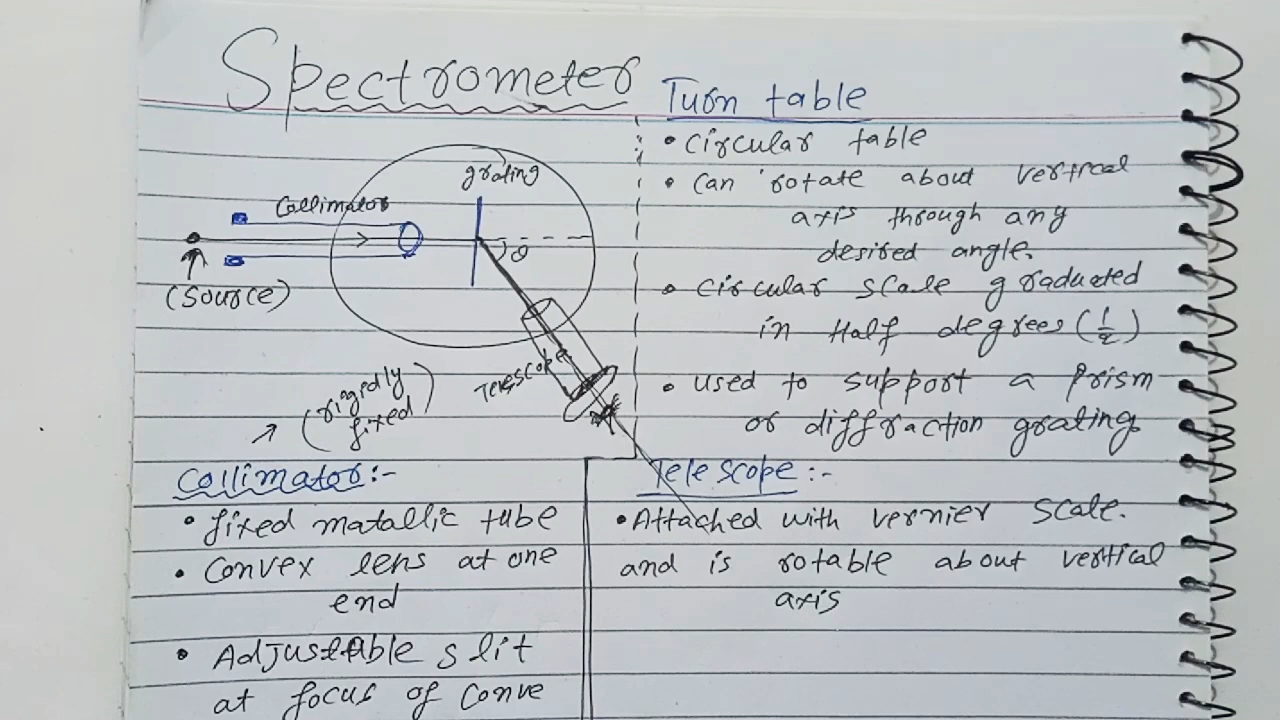 Spectrometer
grating
Collimator
θ
(Source)
Telescope
(rigedly
fixed)
Turn table
• Circular table
• Can rotate about vertical
axis through any
desired angle.
• Circular scale graduated
in Half degrees (1/2)
• used to support a Prism
or diffraction grating
Collimator:-
• fixed matallic tube
• Convex lens at one
end
• Adjustable slit
at focus of Conve
Telescope:-
• Attached with vernier Scale.
and is rotable about vertical
axis